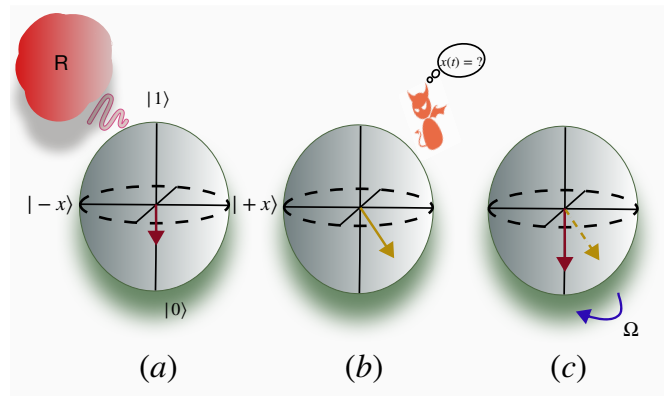 R
x(t) = ?
|1⟩
|−x⟩
|+x⟩
|0⟩
Ω
(a)
(b)
(c)